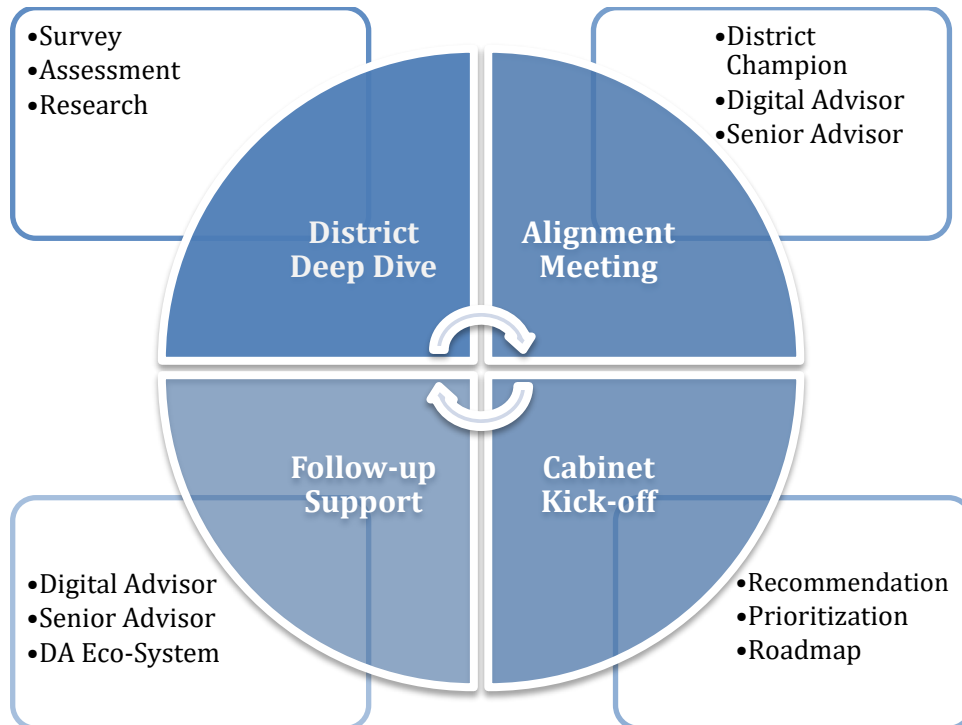 •Survey
•Assessment
•Research
•District
Champion
•Digital Advisor
•Senior Advisor
District
Deep Dive
Alignment
Meeting
Follow-up
Support
Cabinet
Kick-off
•Digital Advisor
•Senior Advisor
•DA Eco-System
•Recommendation
•Prioritization
•Roadmap